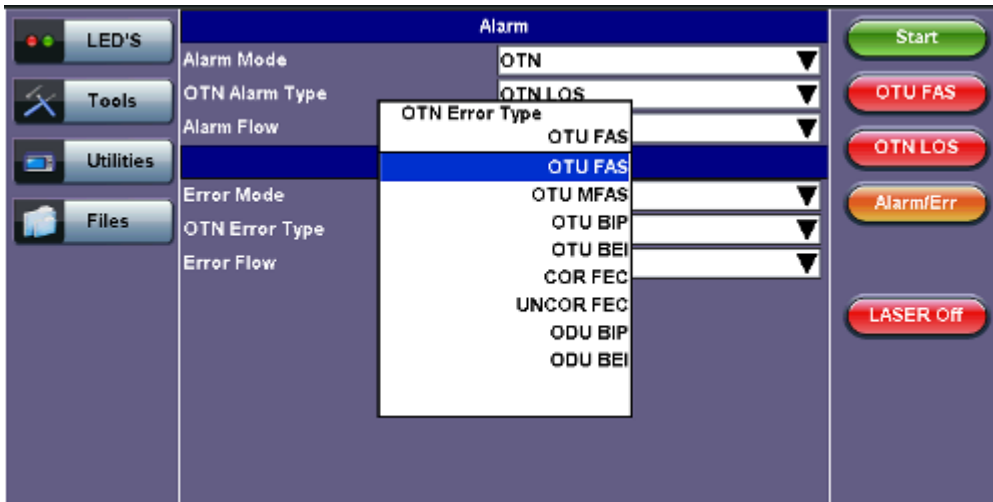 LED'S
Tools
Utilities
Files
Alarm
Alarm Mode OTN
OTN Alarm Type OTN LOS
Alarm Flow
Error Mode
OTN Error Type
Error Flow
OTN Error Type
OTU FAS
OTU FAS
OTU MFAS
OTU BIP
OTU BEI
COR FEC
UNCOR FEC
ODU BIP
ODU BEI
Start
OTU FAS
OTN LOS
Alarm/Err
LASER Off